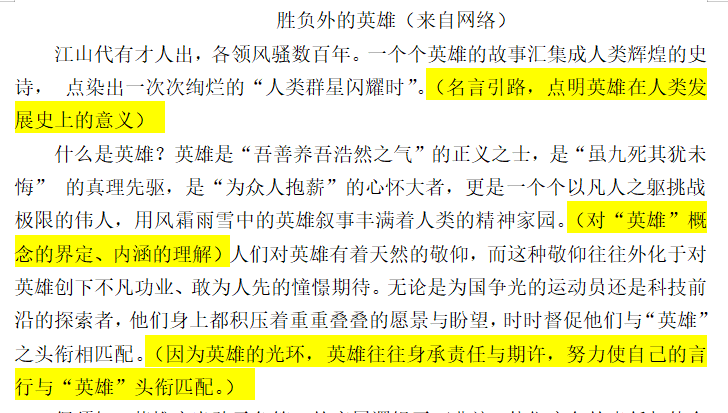 胜负外的英雄（来自网络）
江山代有才人出，各领风骚数百年。一个个英雄的故事汇集成人类辉煌的史
诗， 点染出一次次绚烂的“人类群星闪耀时”。（名言引路，点明英雄在人类发
展史上的意义）
什么是英雄？英雄是“吾善养吾浩然之气”的正义之士，是“虽九死其犹未
悔” 的真理先驱，是“为众人抱薪”的心怀大者，更是一个个以凡人之躯挑战
极限的伟人，用风霜雨雪中的英雄叙事丰满着人类的精神家园。（对“英雄”概
念的界定、内涵的理解）人们对英雄有着天然的敬仰，而这种敬仰往往外化于对
英雄创下不凡功业、敢为人先的憧憬期待。无论是为国争光的运动员还是科技前
沿的探索者，他们身上都积压着重重叠叠的愿景与盼望，时时督促他们与“英雄”
之头衔相匹配。（因为英雄的光环，英雄往往身承责任与期许，努力使自己的言
行与“英雄”头衔匹配。）